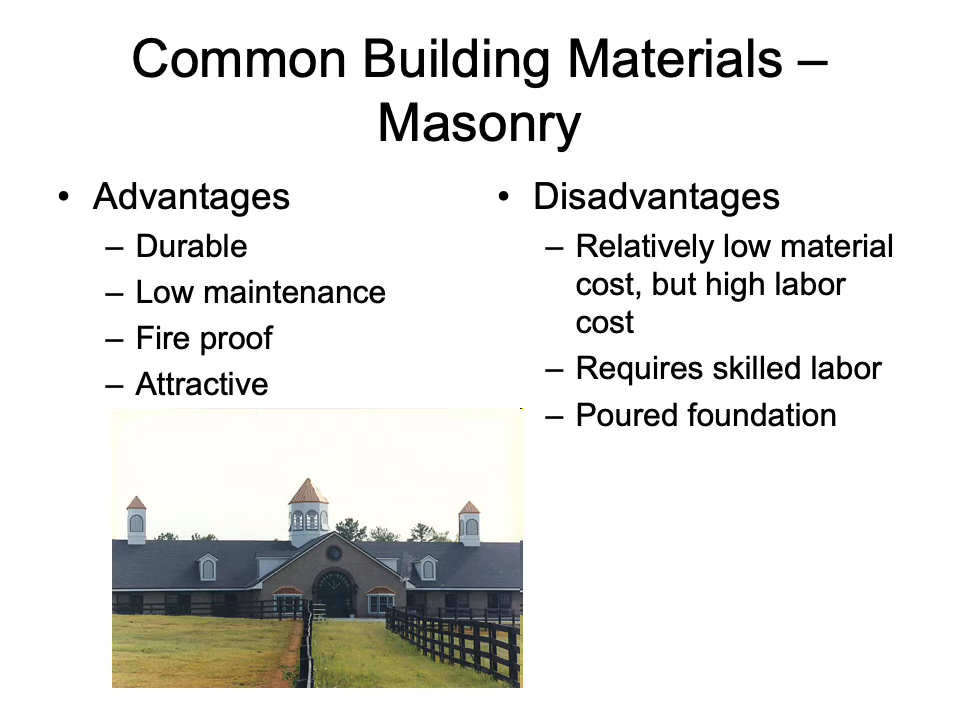 Common Building Materials –
Masonry
• Advantages
– Durable
– Low maintenance
– Fire proof
– Attractive
• Disadvantages
– Relatively low material
cost, but high labor
cost
– Requires skilled labor
– Poured foundation